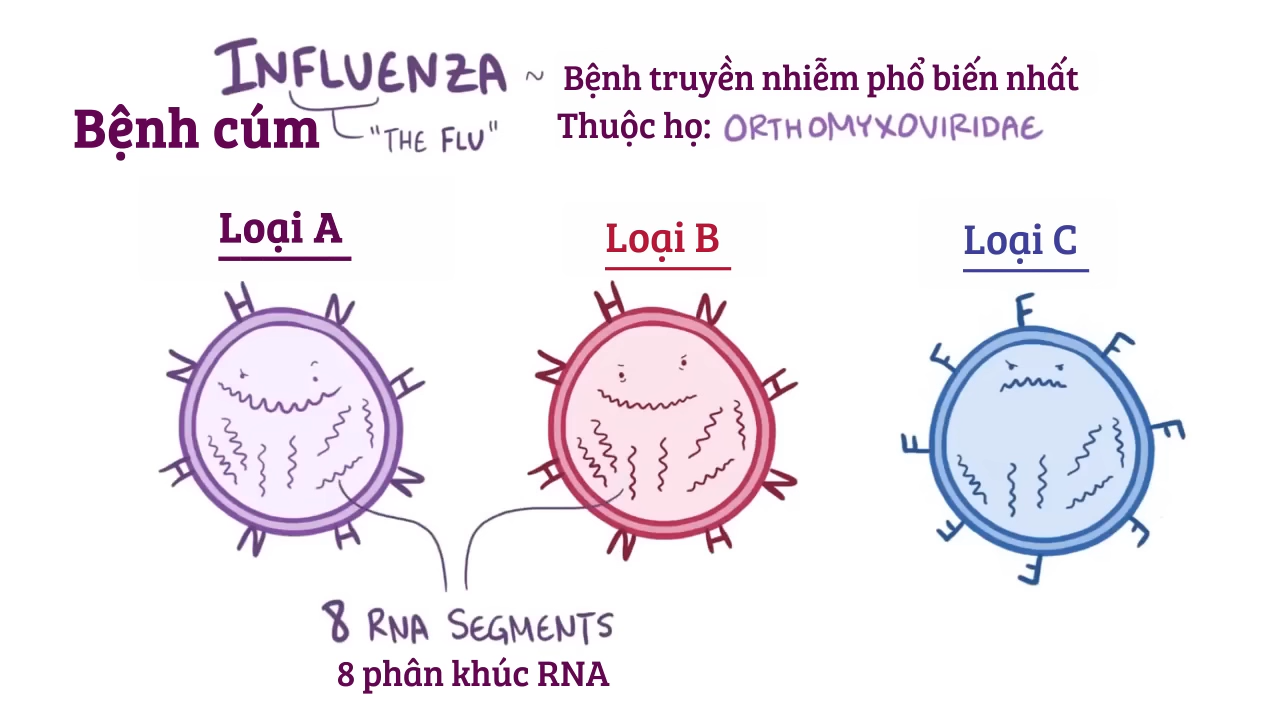 INFLUENZA ~ Bệnh truyền nhiễm phổ biến nhất
Bệnh cúm "THE FLU" Thuộc họ: ORTHOMYXOVIRIDAE
Loại A
Loại B
Loại C
H N H N H N H N
H N H N H N H N
F F F F F F F F
8 RNA SEGMENTS
8 phân khúc RNA